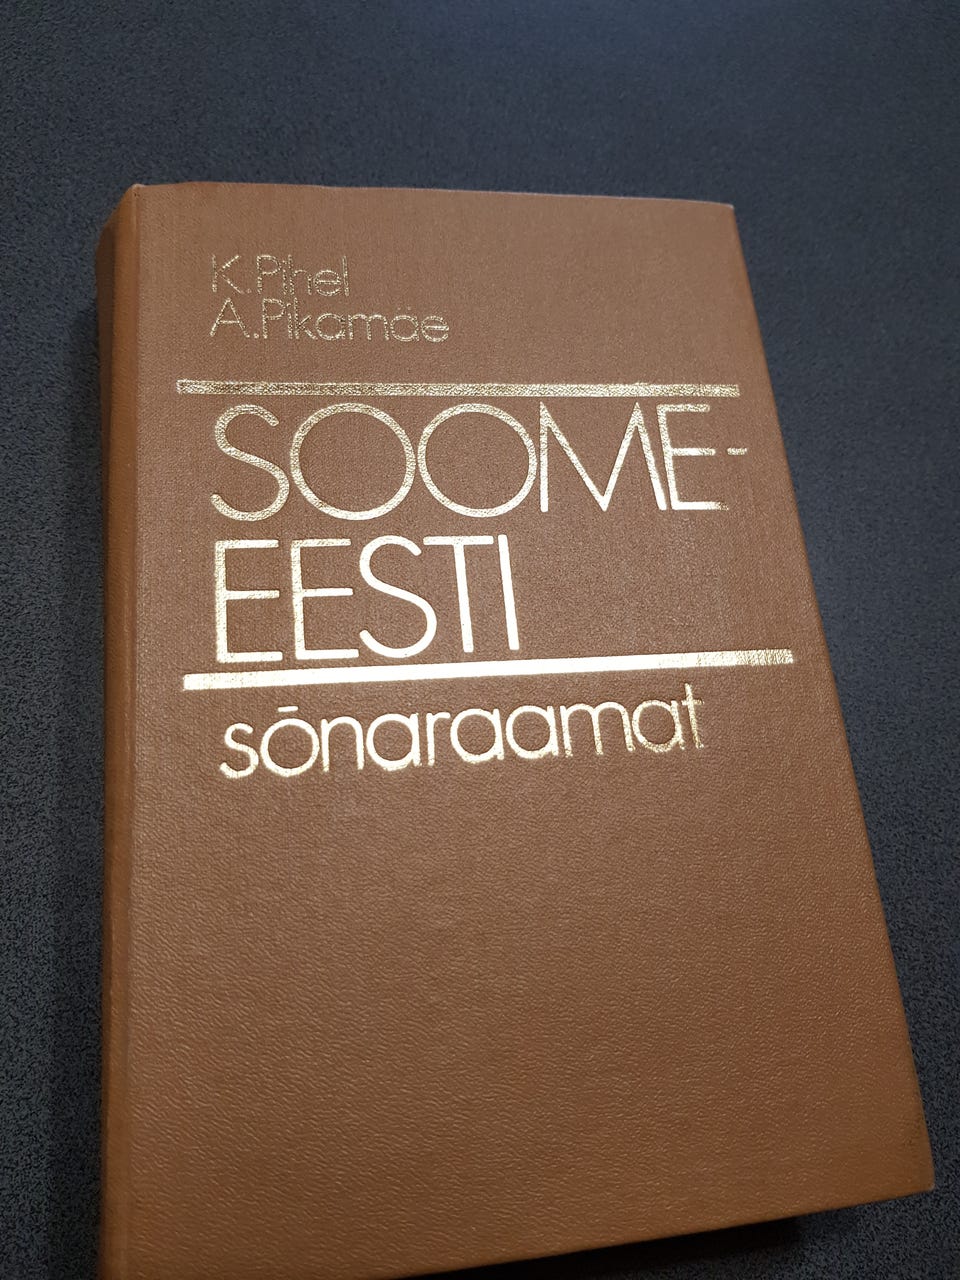 K. Pihel
A. Pikamäe
SOOME-
EESTI
sõnaraamat